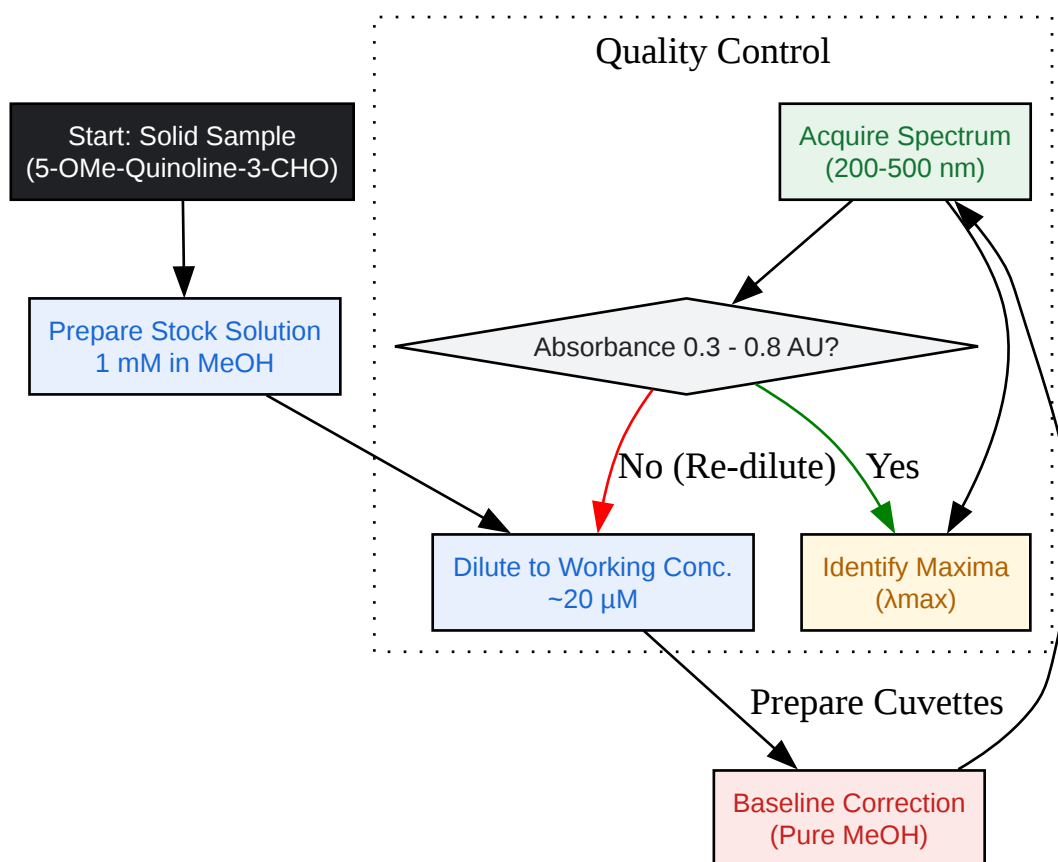 Quality Control
Start: Solid Sample
(5-OMe-Quinoline-3-CHO)
Acquire Spectrum
(200-500 nm)
Prepare Stock Solution
1 mM in MeOH
Absorbance 0.3 - 0.8 AU?
No (Re-dilute)
Yes
Dilute to Working Conc.
~20 µM
Identify Maxima
(λmax)
Prepare Cuvettes
Baseline Correction
(Pure MeOH)